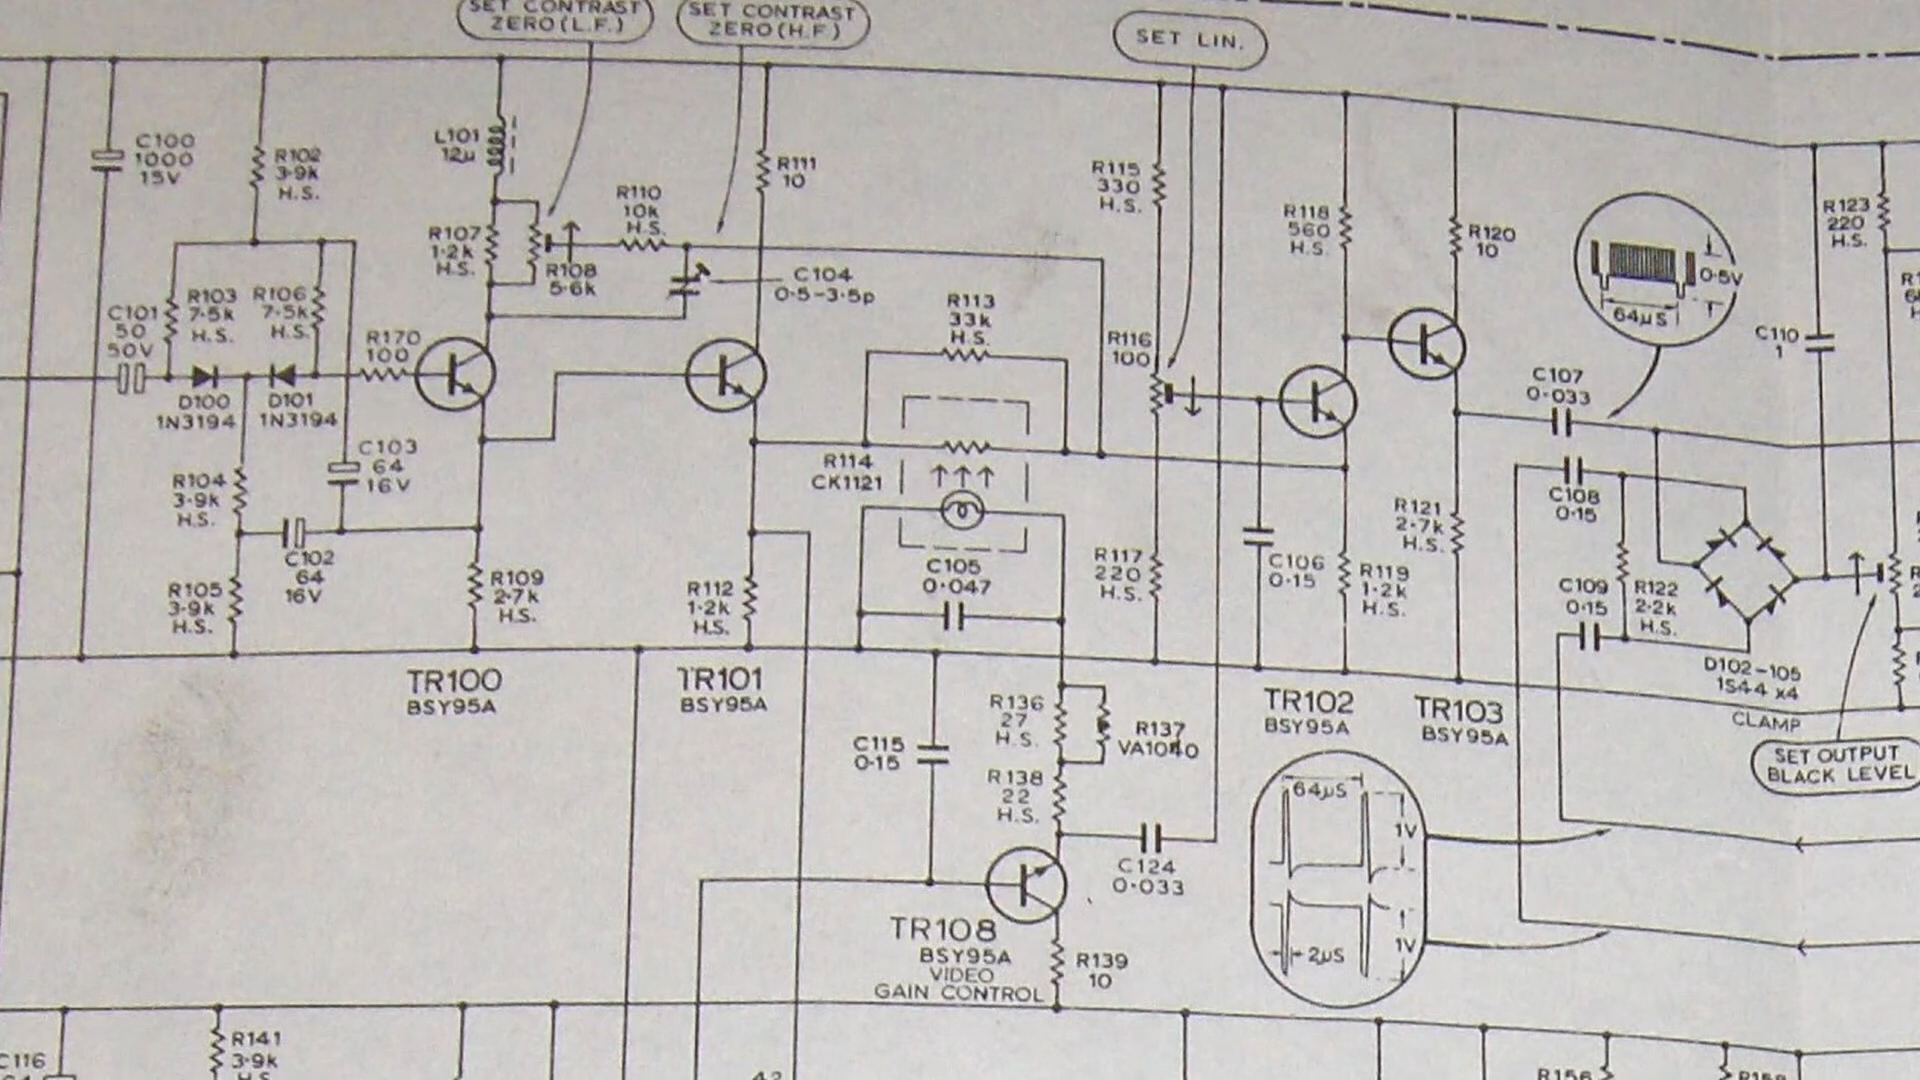 SET CONTRAST
ZERO (L.F.)
SET CONTRAST
ZERO (H.F)
SET LIN.
C100
1000
15V
R102
3·9k
H.S.
L101
12µ
R107
1·2k
H.S.
R108
5·6k
R110
10k
H.S.
R111
10
C104
0·5-3·5p
R115
330
H.S.
R118
560
H.S.
R120
10
0·5V
64µS
R123
220
H.S.
C110
1
C101
50
50V
R103
7·5k
H.S.
R106
7·5k
H.S.
R170
100
D100
1N3194
D101
1N3194
R113
33k
H.S.
R116
100
C107
0·033
R104
3·9k
H.S.
C103
64
16V
R114
CK1121
C108
0·15
R121
2·7k
H.S.
R105
3·9k
H.S.
C102
64
16V
R109
2·7k
H.S.
R112
1·2k
H.S.
C105
0·047
R117
220
H.S.
C106
0·15
R119
1·2k
H.S.
C109
0·15
R122
2·2k
H.S.
D102-105
1S44 x4
CLAMP
SET OUTPUT
BLACK LEVEL
TR100
BSY95A
TR101
BSY95A
TR102
BSY95A
TR103
BSY95A
C115
0·15
R136
27
H.S.
R137
VA1040
R138
22
H.S.
C124
0·033
64µS
1V
1V
2µS
TR108
BSY95A
VIDEO
GAIN CONTROL
R139
10
R141
3·9k
H.S.
C116
R156
R158